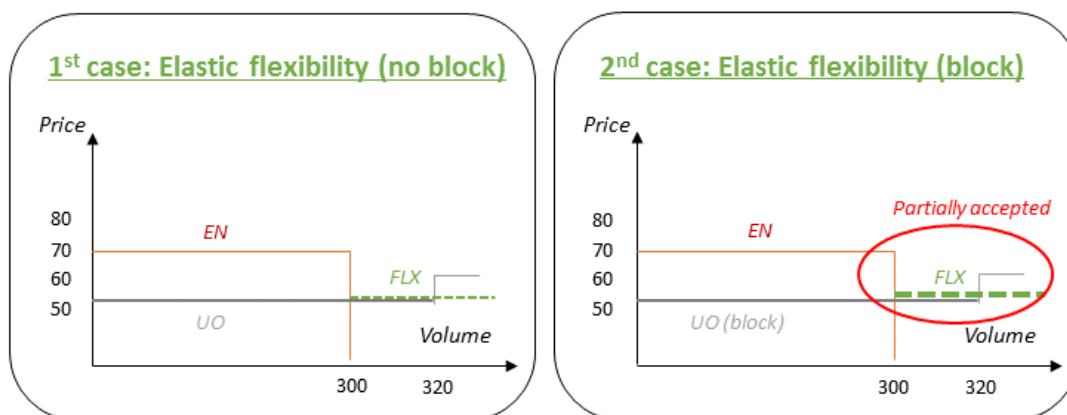 1st case: Elastic flexibility (no block)
Price
80
70
60
50
EN
FLX
UO
Volume
300
320
2nd case: Elastic flexibility (block)
Price
80
70
60
50
Partially accepted
EN
FLX
UO (block)
Volume
300
320